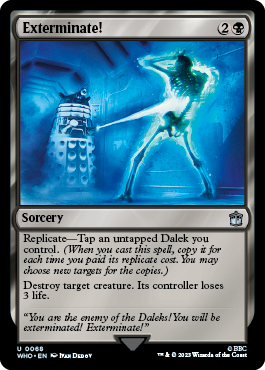 Exterminate! 2
Sorcery
Replicate—Tap an untapped Dalek you
control. (When you cast this spell, copy it for
each time you paid its replicate cost. You may
choose new targets for the copies.)
Destroy target creature. Its controller loses
3 life.
“You are the enemy of the Daleks! You will be
exterminated! Exterminate!”
U 0068
WHO • EN Ivan Dedov
© BBC
™ & © 2023 Wizards of the Coast